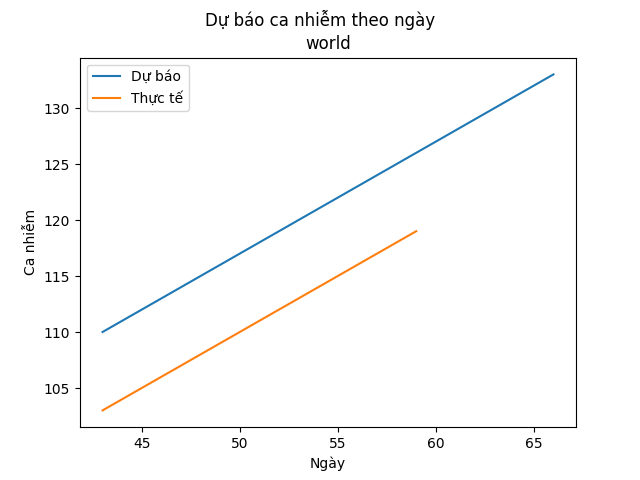 Dự báo ca nhiễm theo ngày
world
Dự báo
Thực tế
130
125
120
115
110
105
Ca nhiễm
45 50 55 60 65
Ngày